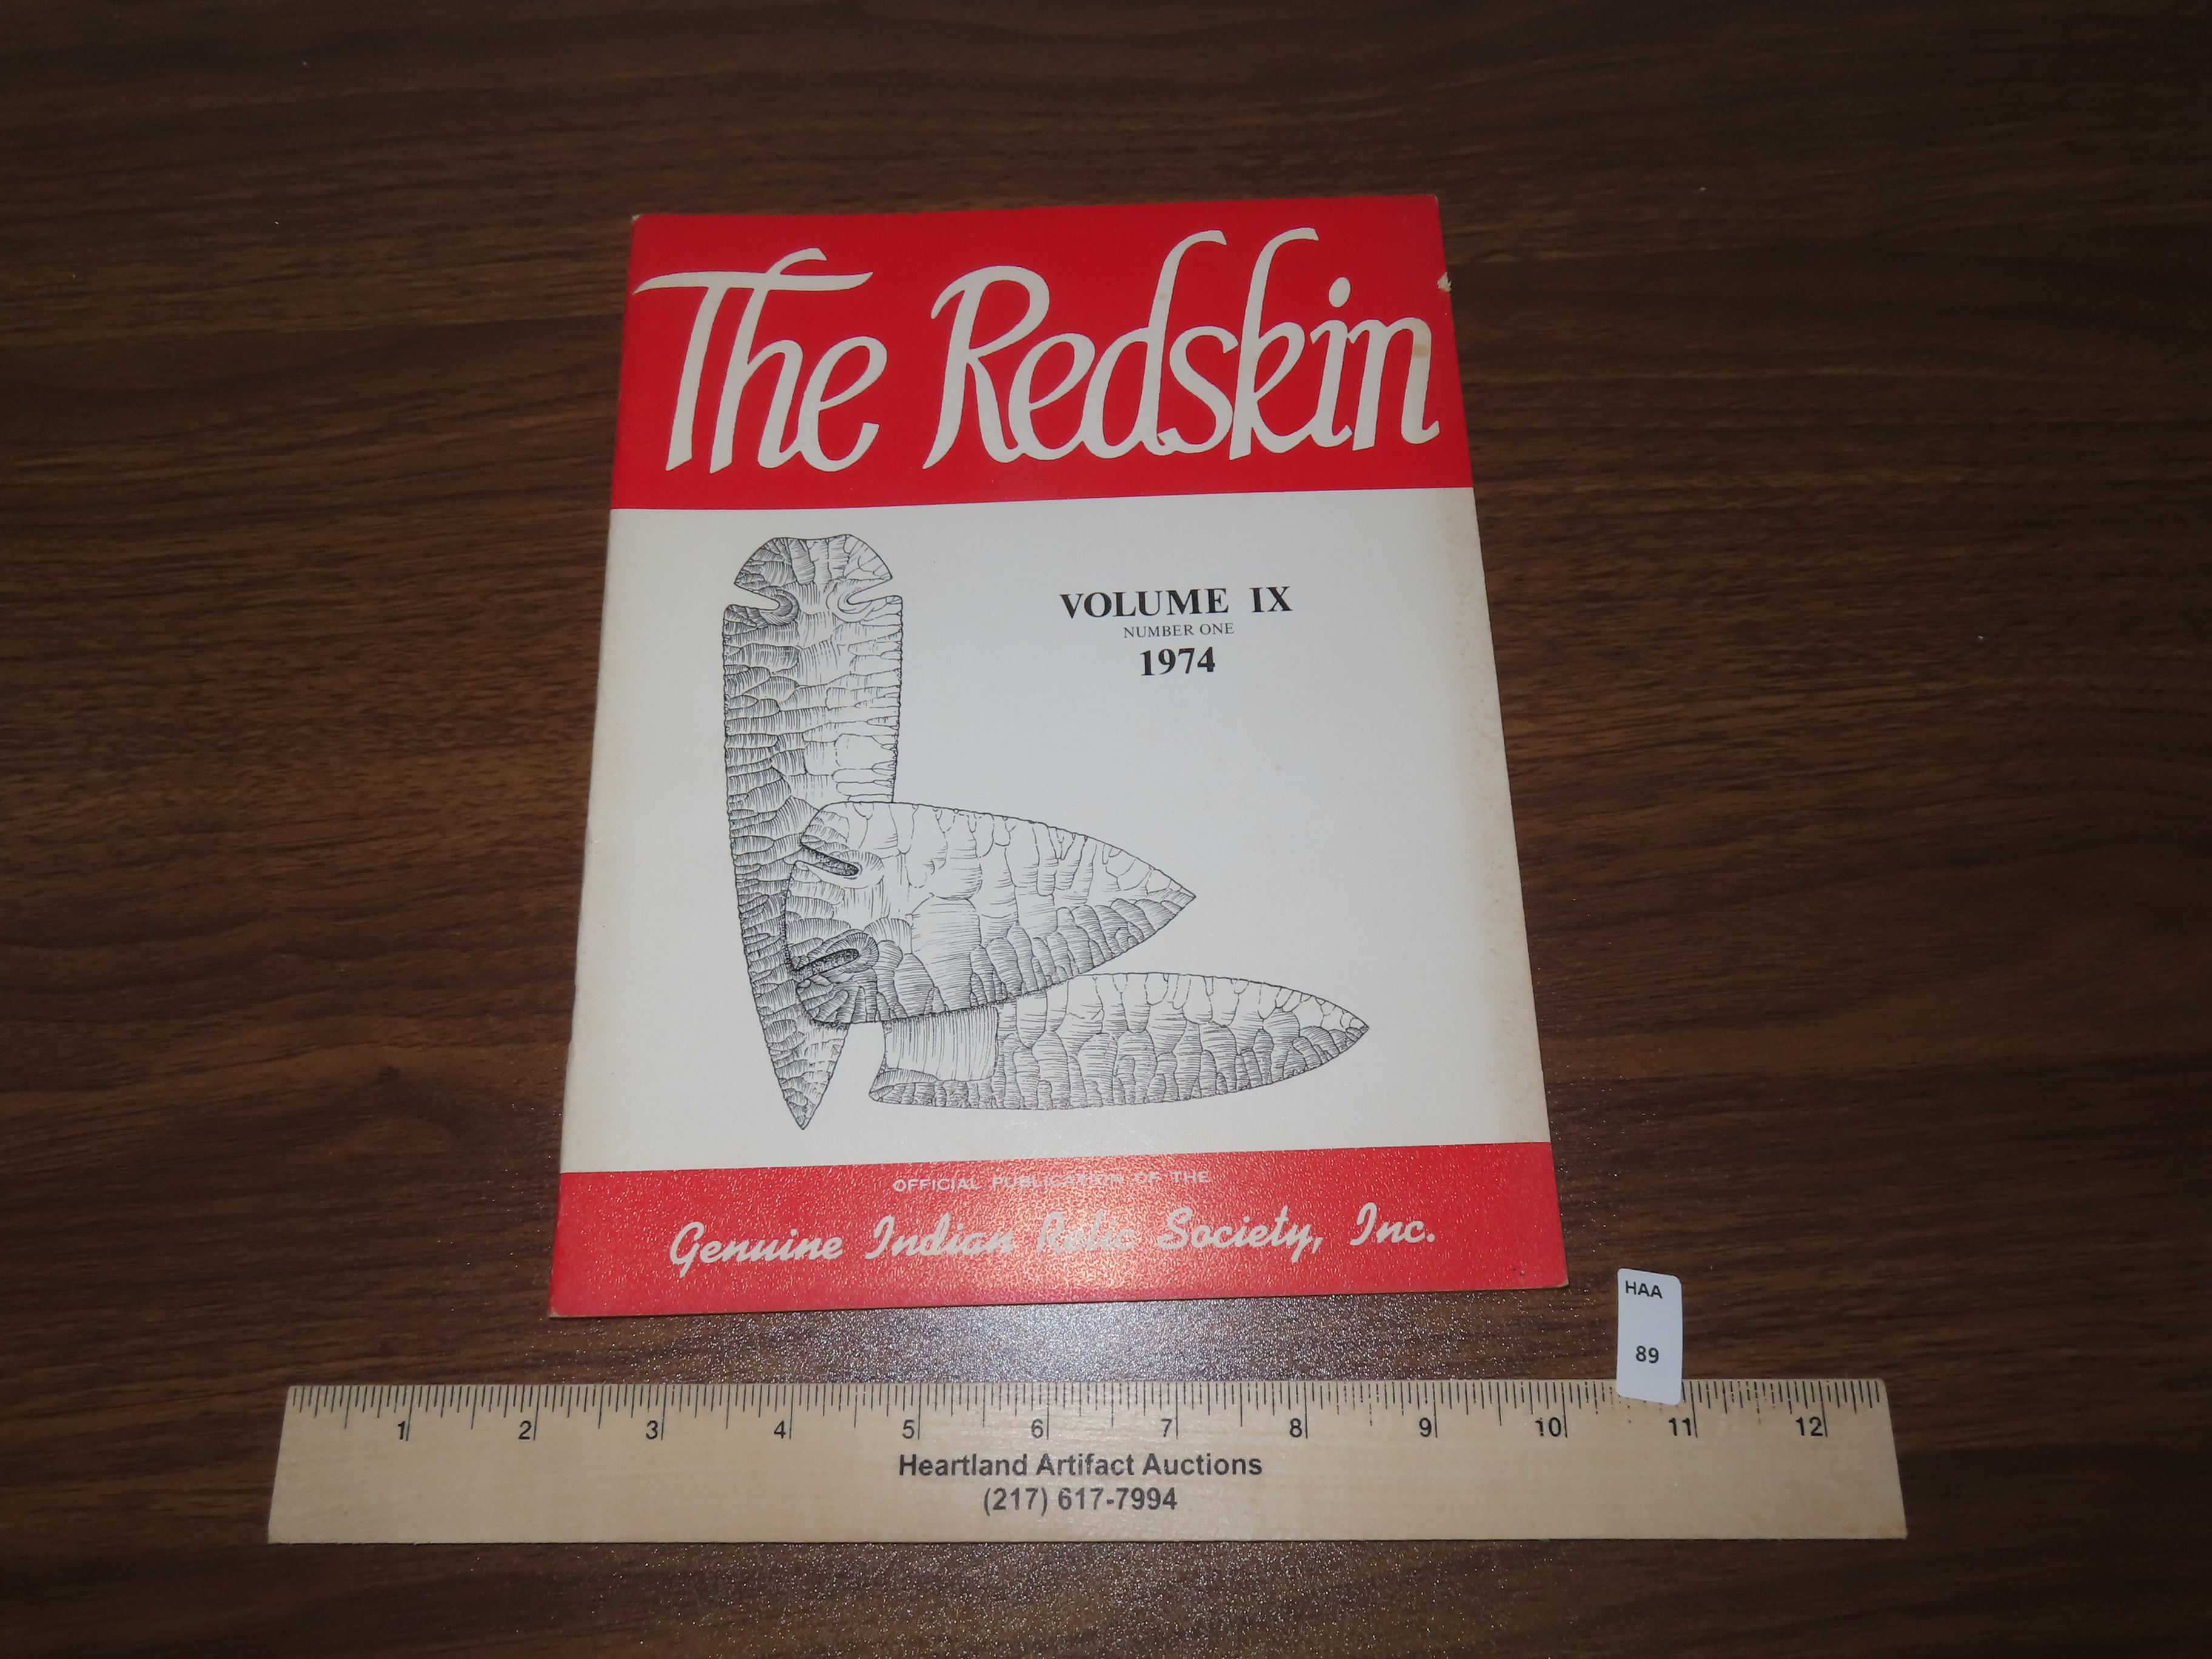 The Redskin
VOLUME IX
NUMBER ONE
1974
OFFICIAL PUBLICATION OF THE
Genuine Indian Relic Society, Inc.
HAA
89
1 2 3 4 5 6 7 8 9 10 11 12
Heartland Artifact Auctions
(217) 617-7994